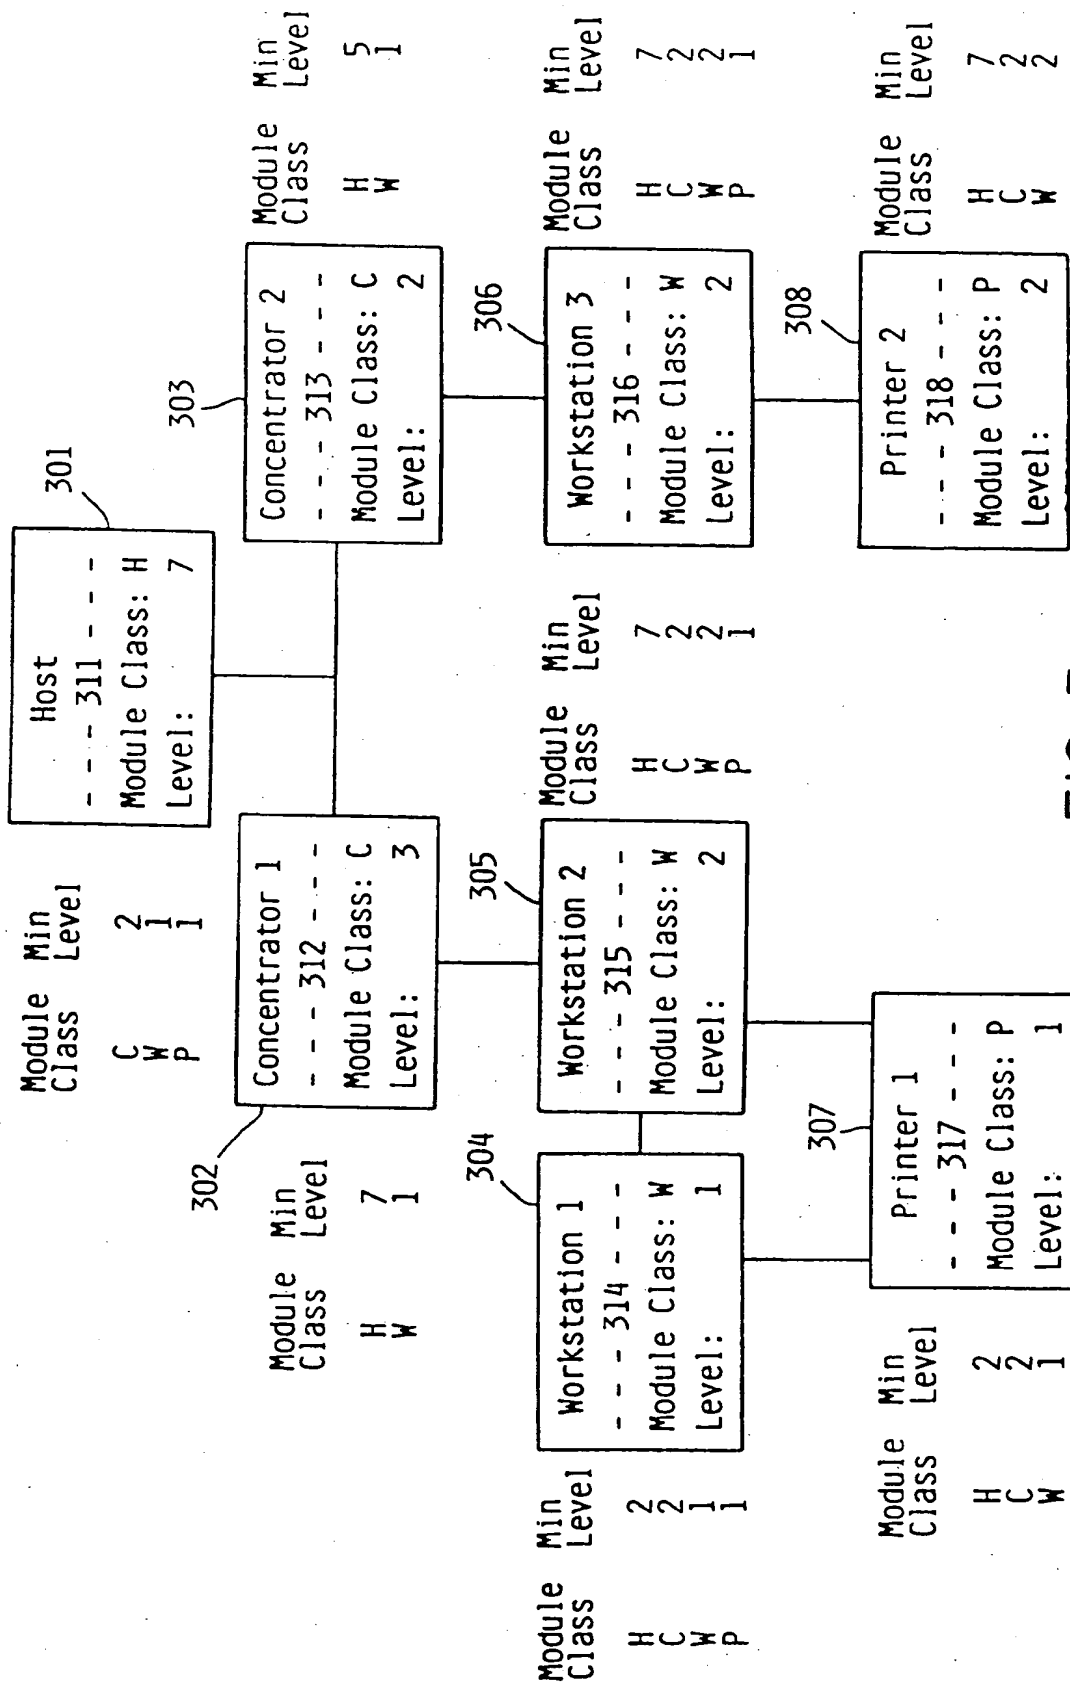 301
Host
- - - 311 - - -
Module Class: H
Level: 7
Module Min
Class Level
C 2
W 1
P 1
302
Concentrator 1
- - - 312 - - -
Module Class: C
Level: 3
Module Min
Class Level
H 7
W 1
303
Concentrator 2
- - - 313 - - -
Module Class: C
Level: 2
Module Min
Class Level
H 5
W 1
304
Workstation 1
- - - 314 - - -
Module Class: W
Level: 1
Module Min
Class Level
H 2
C 2
W 1
P 1
305
Workstation 2
- - - 315 - - -
Module Class: W
Level: 2
Module Min
Class Level
H 7
C 2
W 2
P 1
306
Workstation 3
- - - 316 - - -
Module Class: W
Level: 2
Module Min
Class Level
H 7
C 2
W 2
P 1
307
Printer 1
- - - 317 - - -
Module Class: P
Level: 1
Module Min
Class Level
H 2
C 2
W 1
308
Printer 2
- - - 318 - - -
Module Class: P
Level: 2
Module Min
Class Level
H 7
C 2
W 2